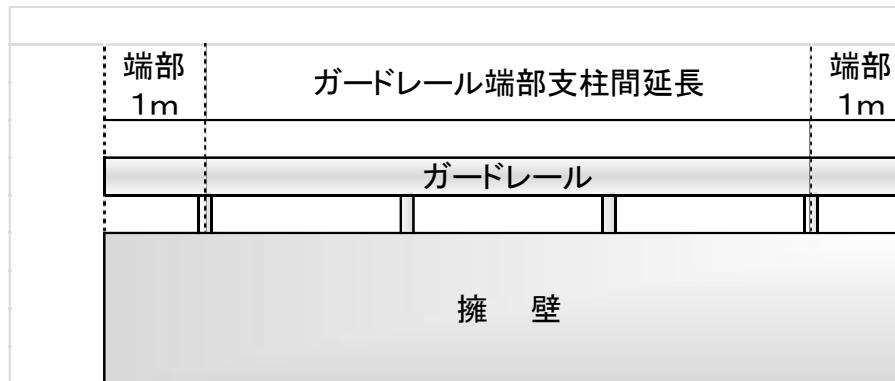 端部
1m
ガードレール端部支柱間延長
端部
1m
ガードレール
擁　壁